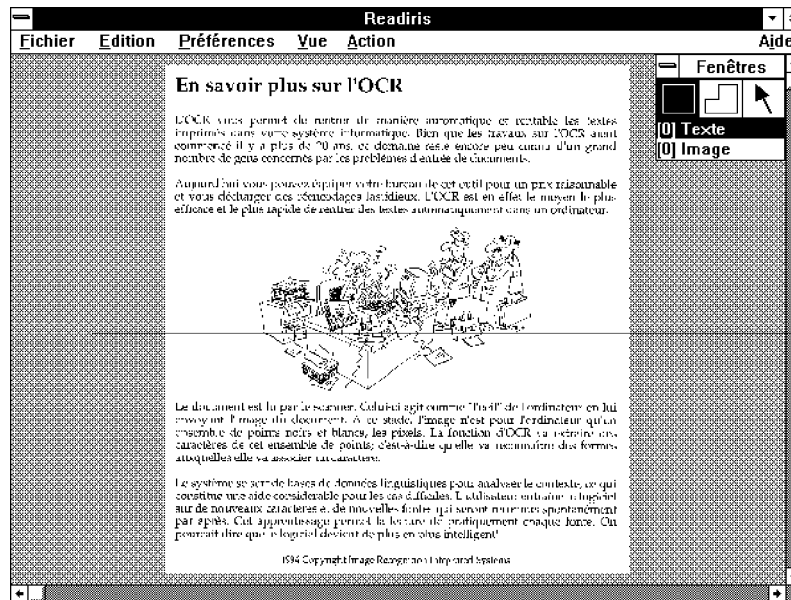 Readiris
Fichier Edition Préférences Vue Action Aide
Fenêtres
[0] Texte
[0] Image
En savoir plus sur l'OCR
L'OCR vous permet de rentrer de manière automatique et rentable les textes
imprimés dans votre système informatique. Bien que les travaux sur l'OCR aient
commencé il y a plus de 20 ans, ce domaine reste encore peu connu d'un grand
nombre de gens concernés par les problèmes d'entrée de documents.
Aujourd'hui vous pouvez équiper votre bureau de cet outil pour un prix raisonnable
et vous décharger des réencodages fastidieux. L'OCR est en effet le moyen le plus
efficace et le plus rapide de rentrer des textes automatiquement dans un ordinateur.
Le document est lu par le scanner. Celui-ci agit comme "l'oeil" de l'ordinateur en lui
envoyant l'image du document. A ce stade, l'image n'est pour l'ordinateur qu'un
ensemble de points noirs et blancs, les pixels. La fonction d'OCR va extraire des
caractères de cet ensemble de points; c'est-à-dire qu'elle va reconnaître des formes
auxquelles elle va associer un caractère.
Le système se sert de bases de données linguistiques pour analyser le contexte, ce qui
constitue une aide considérable pour les cas difficiles. L'utilisateur entraîne le logiciel
sur de nouveaux caractères et de nouvelles fontes qui seront reconnus spontanément
par après. Cet apprentissage permet la lecture de pratiquement chaque fonte. On
pourrait dire que le logiciel devient de plus en plus intelligent!
1994 Copyright Image Recognition Integrated Systems